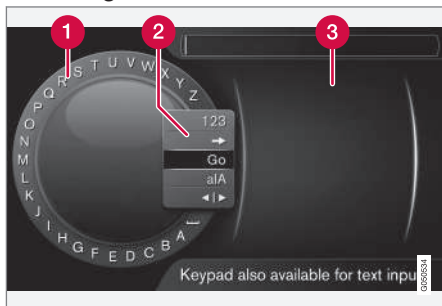 1
2
3
A B C D E F G H I J K L M N O P Q R S T U V W X Y Z
123
Go
a|A
Keypad also available for text inpu
G050534